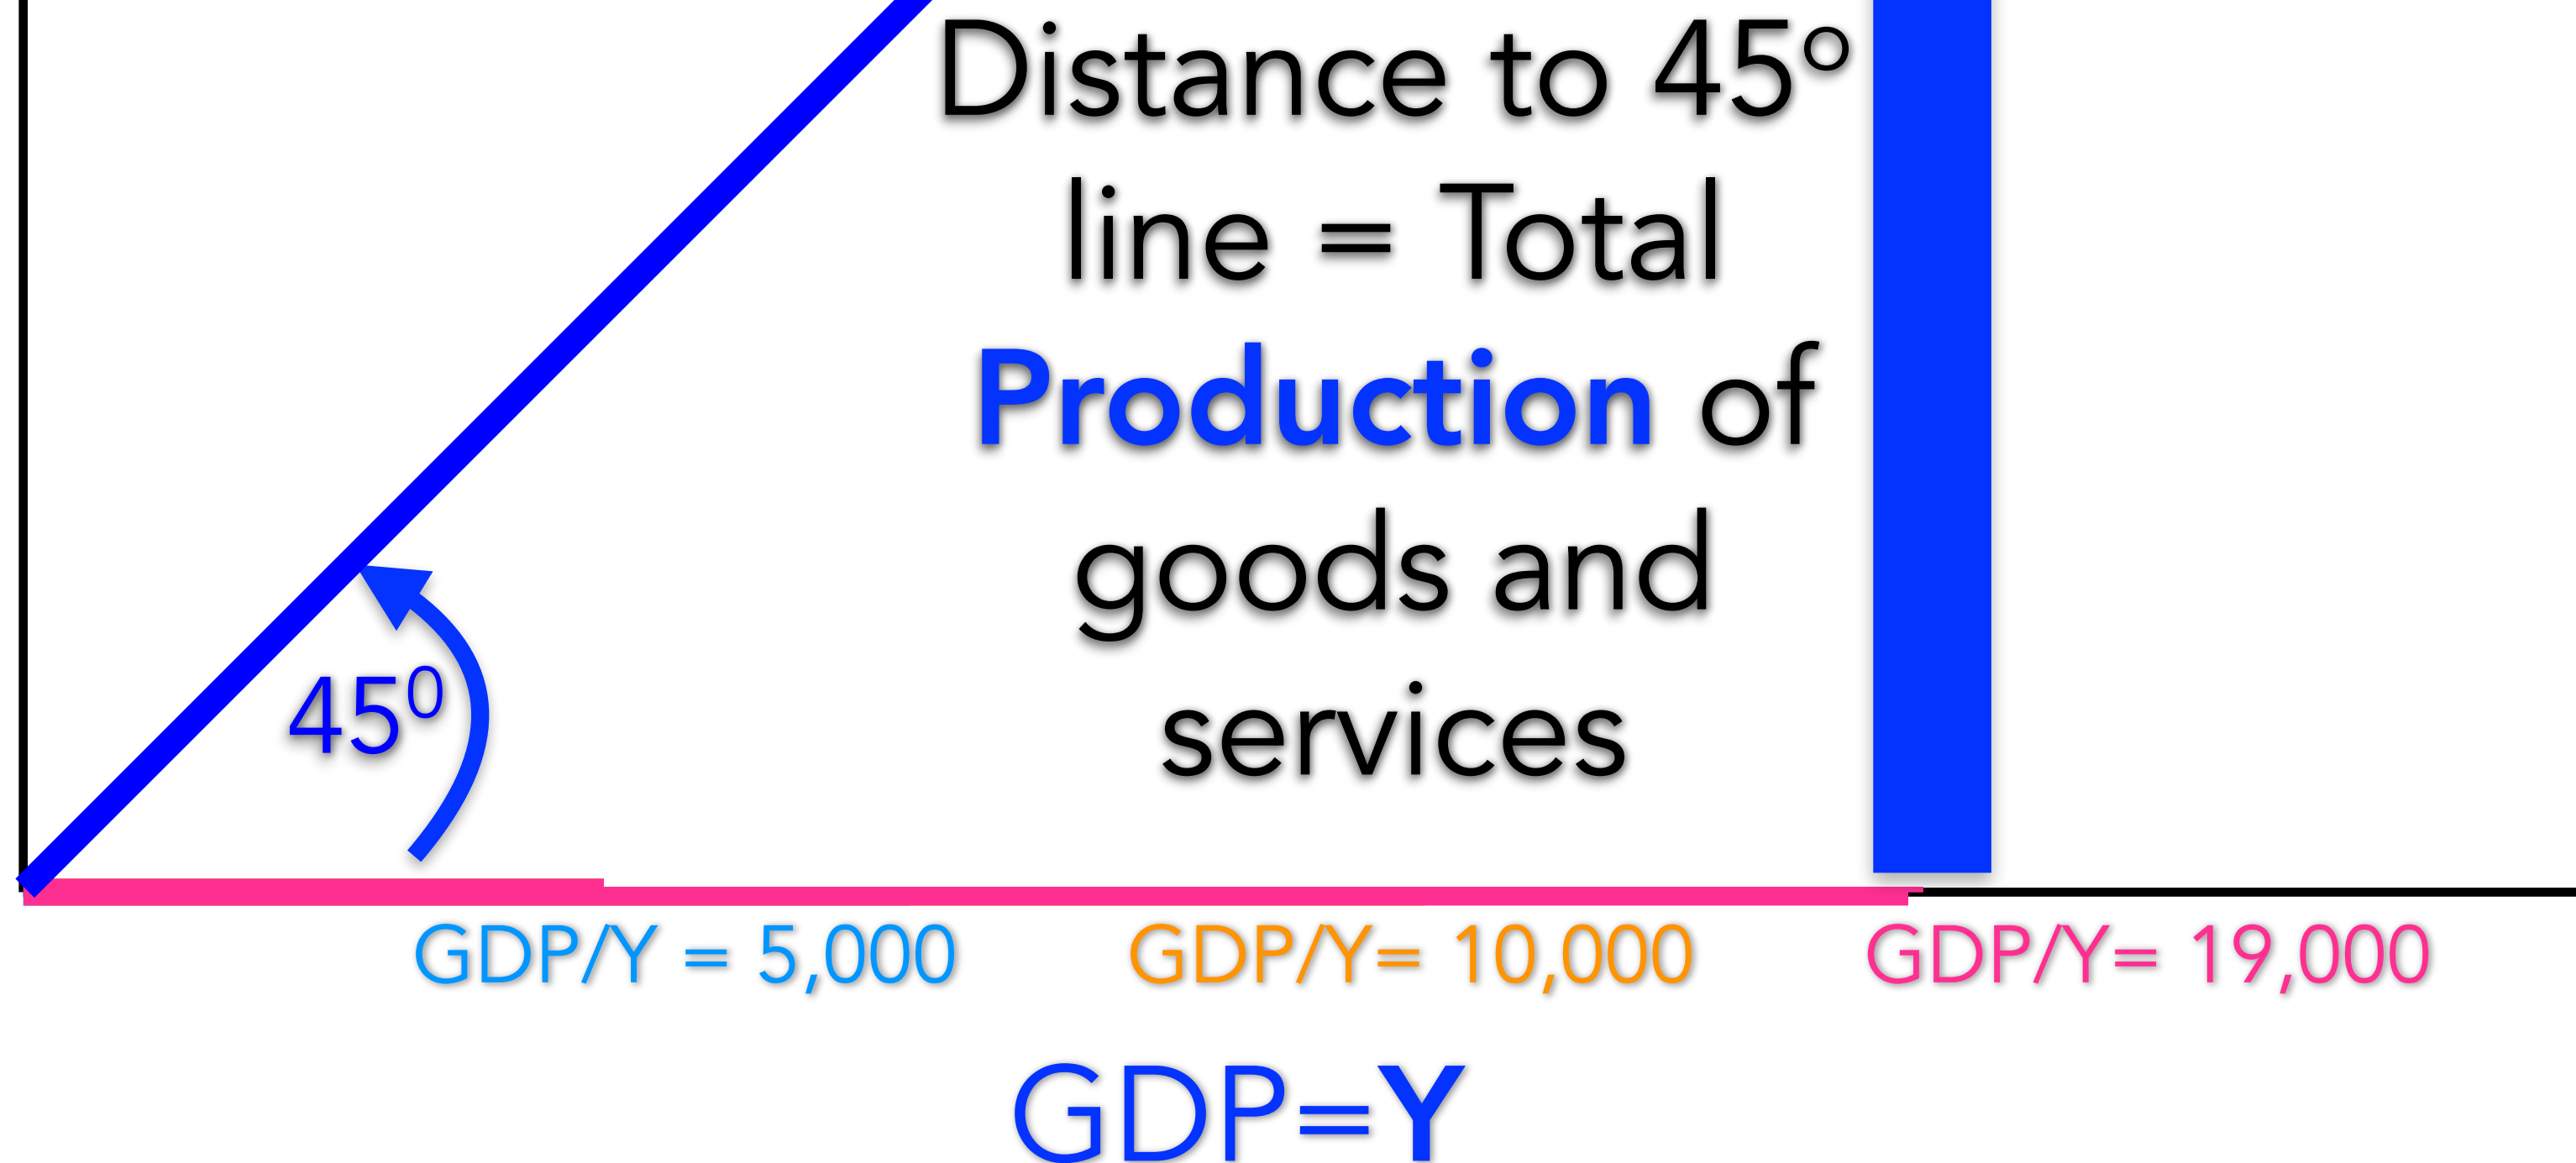 Distance to 45º
line = Total
Production of
goods and
services
45⁰
GDP/Y = 5,000
GDP/Y= 10,000
GDP/Y= 19,000
GDP=Y